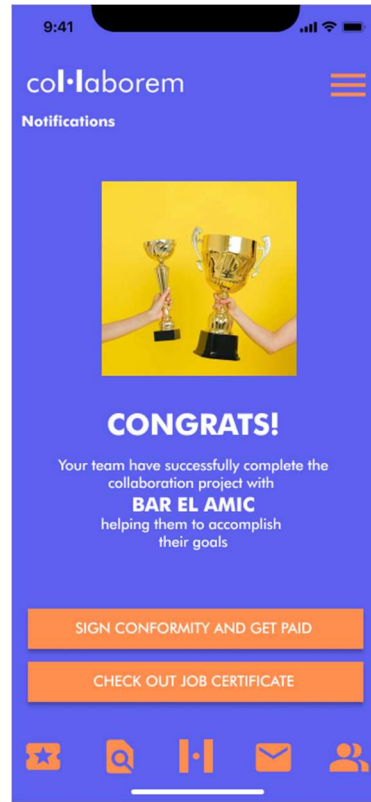 9:41
col·laborem
Notifications
CONGRATS!
Your team have successfully complete the
collaboration project with
BAR EL AMIC
helping them to accomplish
their goals
SIGN CONFORMITY AND GET PAID
CHECK OUT JOB CERTIFICATE
l·l